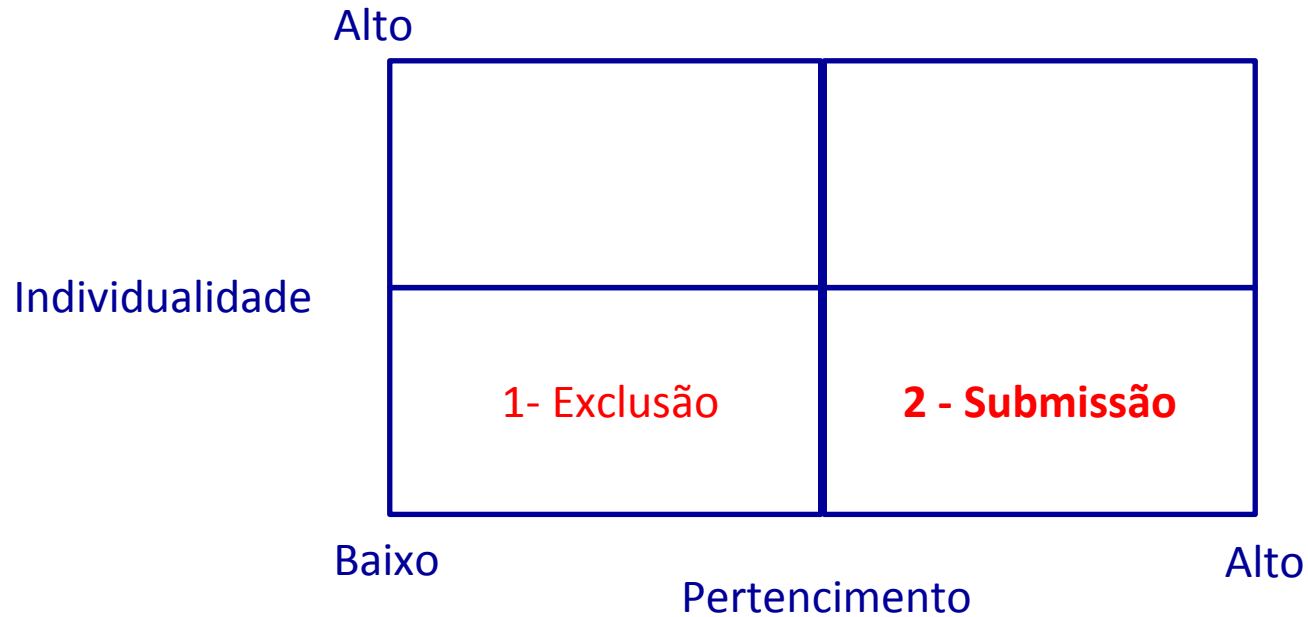 Alto
Individualidade
1- Exclusão
2 - Submissão
Baixo
Alto
Pertencimento